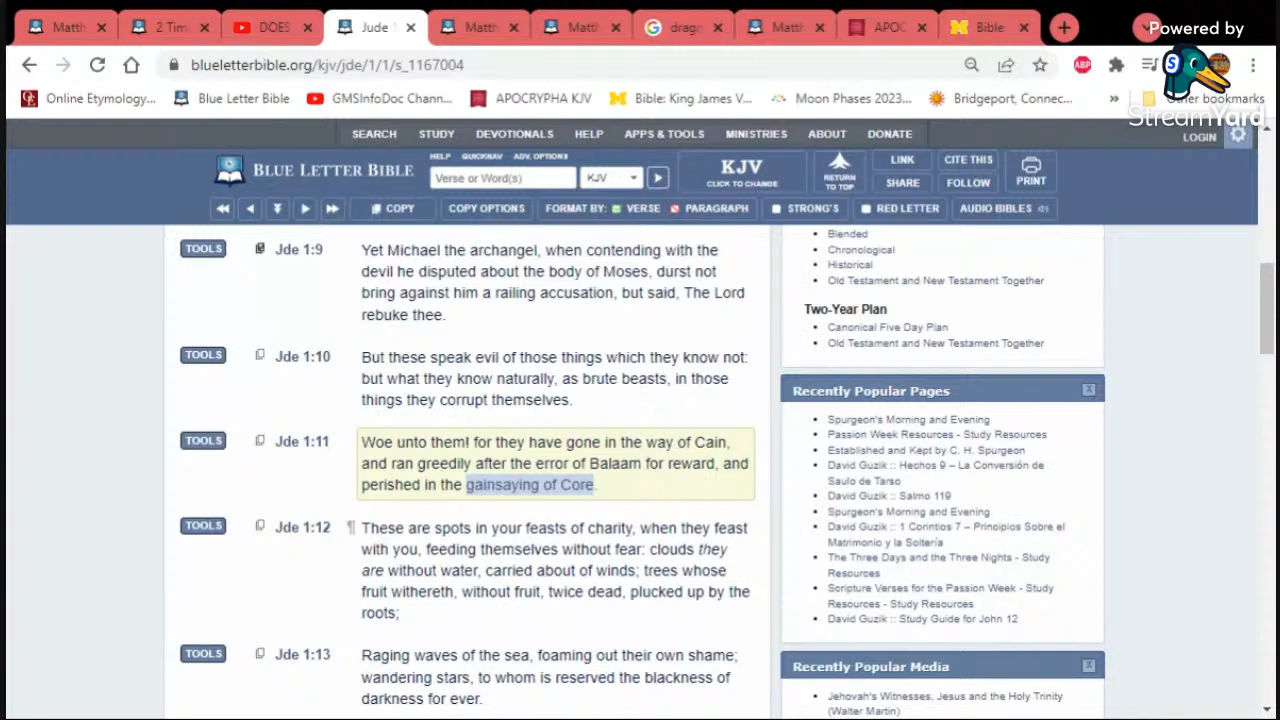 Matth
2 Tim
DOES
Jude
Matth
Matth
drag
Matth
APOC
Bible:
Powered by
StreamYard
blueletterbible.org/kjv/jde/1/1/s_1167004
ABP
Online Etymology...
Blue Letter Bible
GMSInfoDoc Chann...
APOCRYPHA KJV
Bible: King James V...
Moon Phases 2023...
Bridgeport, Connec...
»
Other bookmarks
SEARCH STUDY DEVOTIONALS HELP APPS & TOOLS MINISTRIES ABOUT DONATE
LOGIN
BLUE LETTER BIBLE
HELP QUICKNAV ADV. OPTIONS
Verse or Word(s)
KJV
KJV
CLICK TO CHANGE
RETURN
TO TOP
LINK
SHARE
CITE THIS
FOLLOW
PRINT
COPY COPY OPTIONS FORMAT BY: VERSE PARAGRAPH STRONG'S RED LETTER AUDIO BIBLES
TOOLS Jde 1:9
Yet Michael the archangel, when contending with the
devil he disputed about the body of Moses, durst not
bring against him a railing accusation, but said, The Lord
rebuke thee.
TOOLS Jde 1:10
But these speak evil of those things which they know not:
but what they know naturally, as brute beasts, in those
things they corrupt themselves.
TOOLS Jde 1:11
Woe unto them! for they have gone in the way of Cain,
and ran greedily after the error of Balaam for reward, and
perished in the gainsaying of Core.
TOOLS Jde 1:12
¶ These are spots in your feasts of charity, when they feast
with you, feeding themselves without fear: clouds they
are without water, carried about of winds; trees whose
fruit withereth, without fruit, twice dead, plucked up by the
roots;
TOOLS Jde 1:13
Raging waves of the sea, foaming out their own shame;
wandering stars, to whom is reserved the blackness of
darkness for ever.
Blended
Chronological
Historical
Old Testament and New Testament Together
Two-Year Plan
Canonical Five Day Plan
Old Testament and New Testament Together
Recently Popular Pages
Spurgeon's Morning and Evening
Passion Week Resources - Study Resources
Established and Kept by C. H. Spurgeon
David Guzik :: Hechos 9 – La Conversión de
Saulo de Tarso
David Guzik :: Salmo 119
Spurgeon's Morning and Evening
David Guzik :: 1 Corintios 7 – Principios Sobre el
Matrimonio y la Soltería
The Three Days and the Three Nights - Study
Resources
Scripture Verses for the Passion Week - Study
Resources - Study Resources
David Guzik :: Study Guide for John 12
Recently Popular Media
Jehovah's Witnesses, Jesus and the Holy Trinity
(Walter Martin)